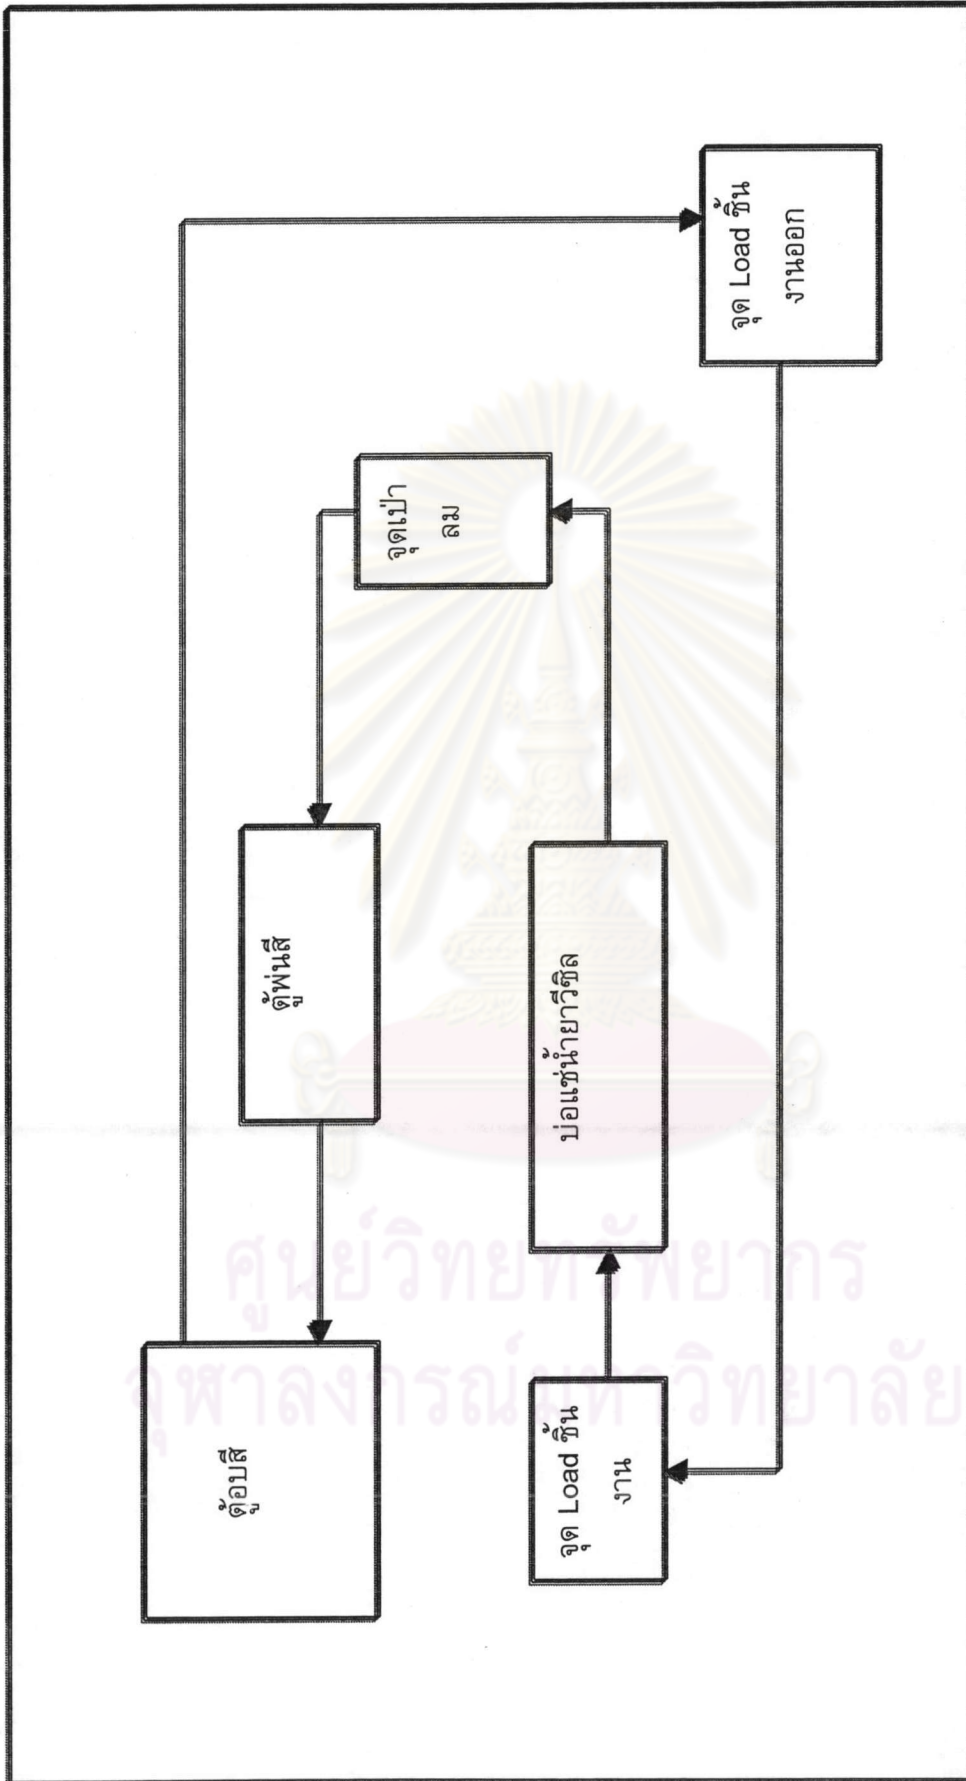 ตู้อบสี
ตู้พ่นสี
จุดเป่า
ลม
จุด Load ชิ้น
งานออก
จุด Load ชิ้น
งาน
บ่อแช่น้ำยาวีซิล
ศูนย์วิทยทรัพยากร
จุฬาลงกรณ์มหาวิทยาลัย